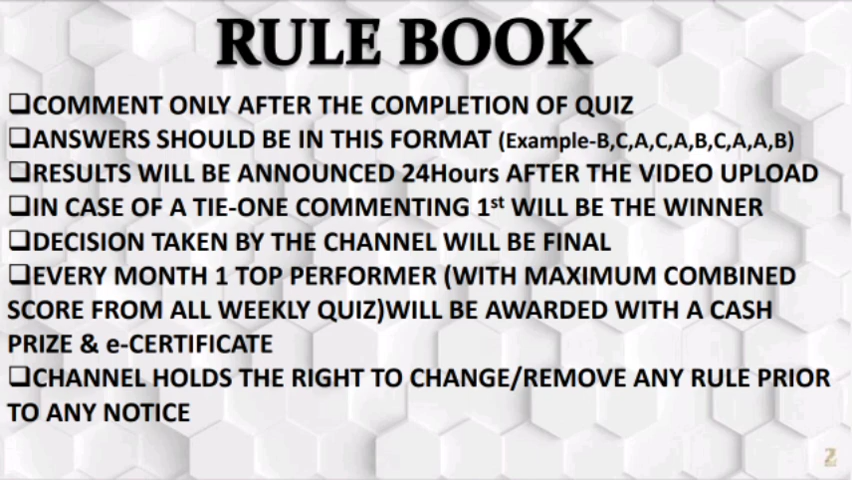 RULE BOOK
❑COMMENT ONLY AFTER THE COMPLETION OF QUIZ
❑ANSWERS SHOULD BE IN THIS FORMAT (Example-B,C,A,C,A,B,C,A,A,B)
❑RESULTS WILL BE ANNOUNCED 24Hours AFTER THE VIDEO UPLOAD
❑IN CASE OF A TIE-ONE COMMENTING 1st WILL BE THE WINNER
❑DECISION TAKEN BY THE CHANNEL WILL BE FINAL
❑EVERY MONTH 1 TOP PERFORMER (WITH MAXIMUM COMBINED
SCORE FROM ALL WEEKLY QUIZ)WILL BE AWARDED WITH A CASH
PRIZE & e-CERTIFICATE
❑CHANNEL HOLDS THE RIGHT TO CHANGE/REMOVE ANY RULE PRIOR
TO ANY NOTICE